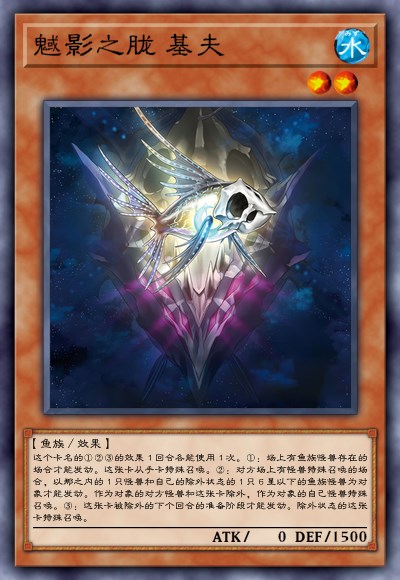 魊影之胧 基夫
水
【鱼族／效果】
这个卡名的①②③的效果1回合各能使用1次。①：场上有鱼族怪兽存在的
场合才能发动。这张卡从手卡特殊召唤。②：对方场上有怪兽特殊召唤的场
合，以那之内的1只怪兽和自己的除外状态的1只6星以下的鱼族怪兽为对
象才能发动。作为对象的对方怪兽和这张卡除外，作为对象的自己怪兽特殊
召唤。③：这张卡被除外的下个回合的准备阶段才能发动。除外状态的这张
卡特殊召唤。
ATK/ 0 DEF/1500